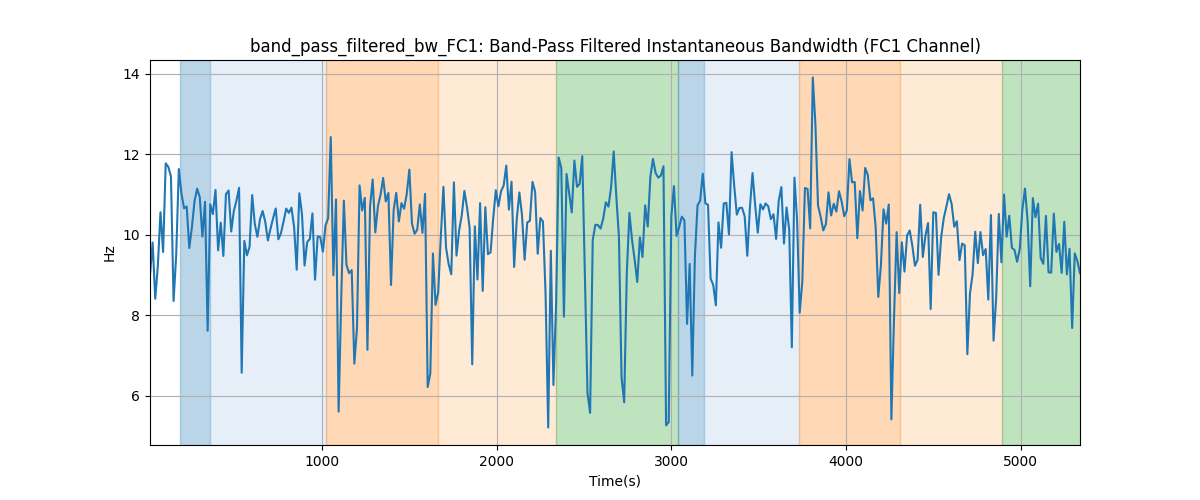 band_pass_filtered_bw_FC1: Band-Pass Filtered Instantaneous Bandwidth (FC1 Channel)
14
12
10
8
6
Hz
1000 2000 3000 4000 5000
Time(s)